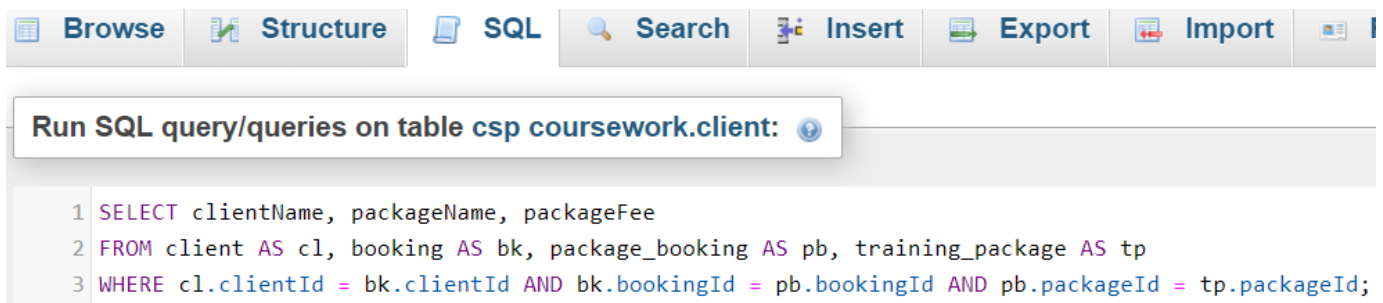 Browse Structure SQL Search Insert Export Import
Run SQL query/queries on table csp coursework.client:
1 SELECT clientName, packageName, packageFee
2 FROM client AS cl, booking AS bk, package_booking AS pb, training_package AS tp
3 WHERE cl.clientId = bk.clientId AND bk.bookingId = pb.bookingId AND pb.packageId = tp.packageId;